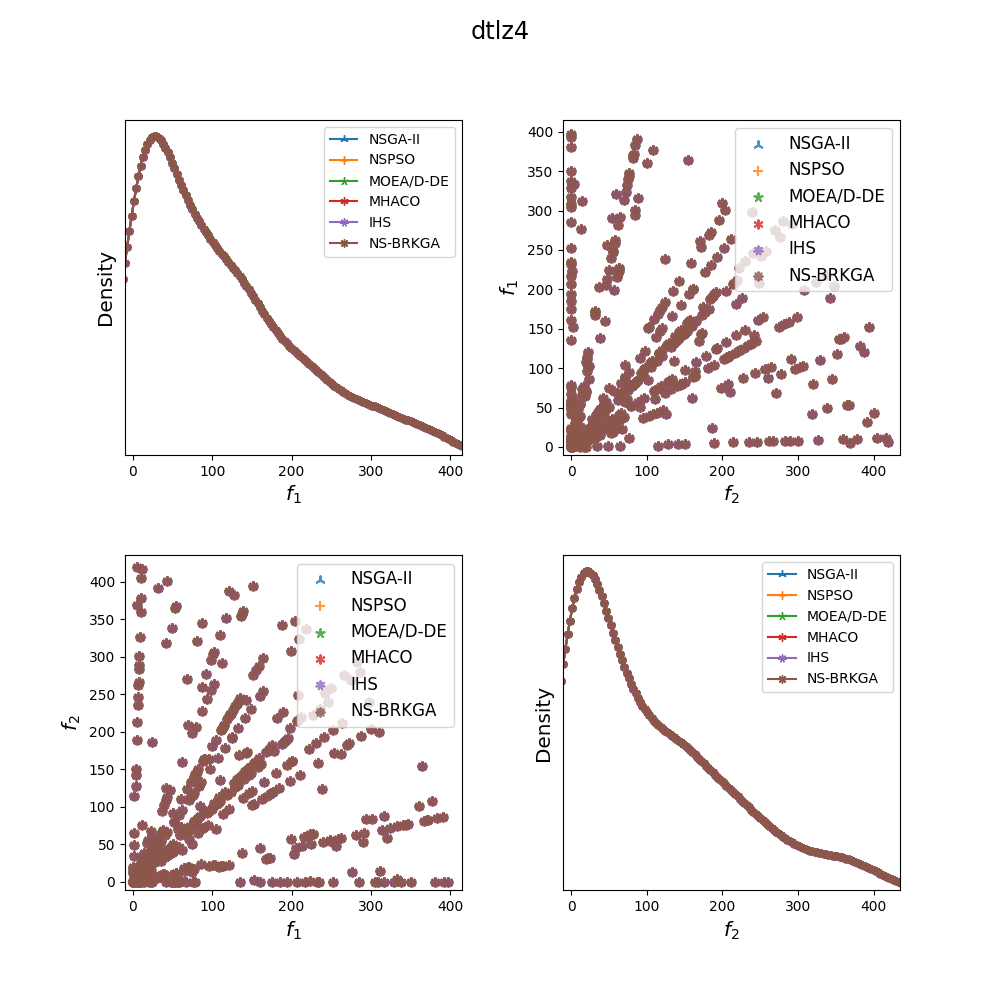 dtlz4
Density
NSGA-II
NSPSO
MOEA/D-DE
MHACO
IHS
NS-BRKGA
0 100 200 300 400
f1
f1
400
350
300
250
200
150
100
50
0
NSGA-II
NSPSO
MOEA/D-DE
MHACO
IHS
NS-BRKGA
0 100 200 300 400
f2
f2
400
350
300
250
200
150
100
50
0
NSGA-II
NSPSO
MOEA/D-DE
MHACO
IHS
NS-BRKGA
0 100 200 300 400
f1
Density
NSGA-II
NSPSO
MOEA/D-DE
MHACO
IHS
NS-BRKGA
0 100 200 300 400
f2